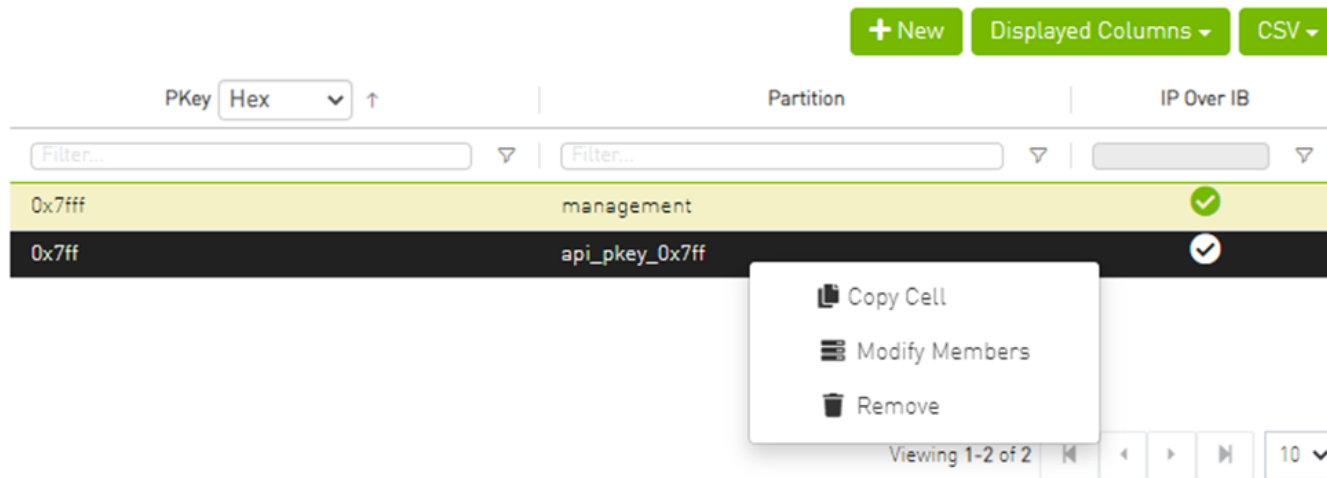 New Displayed Columns CSV
PKey Hex ↑ Partition IP Over IB
Filter... Filter...
0x7fff management
0x7ff api_pkey_0x7ff
Copy Cell
Modify Members
Remove
Viewing 1-2 of 2 10